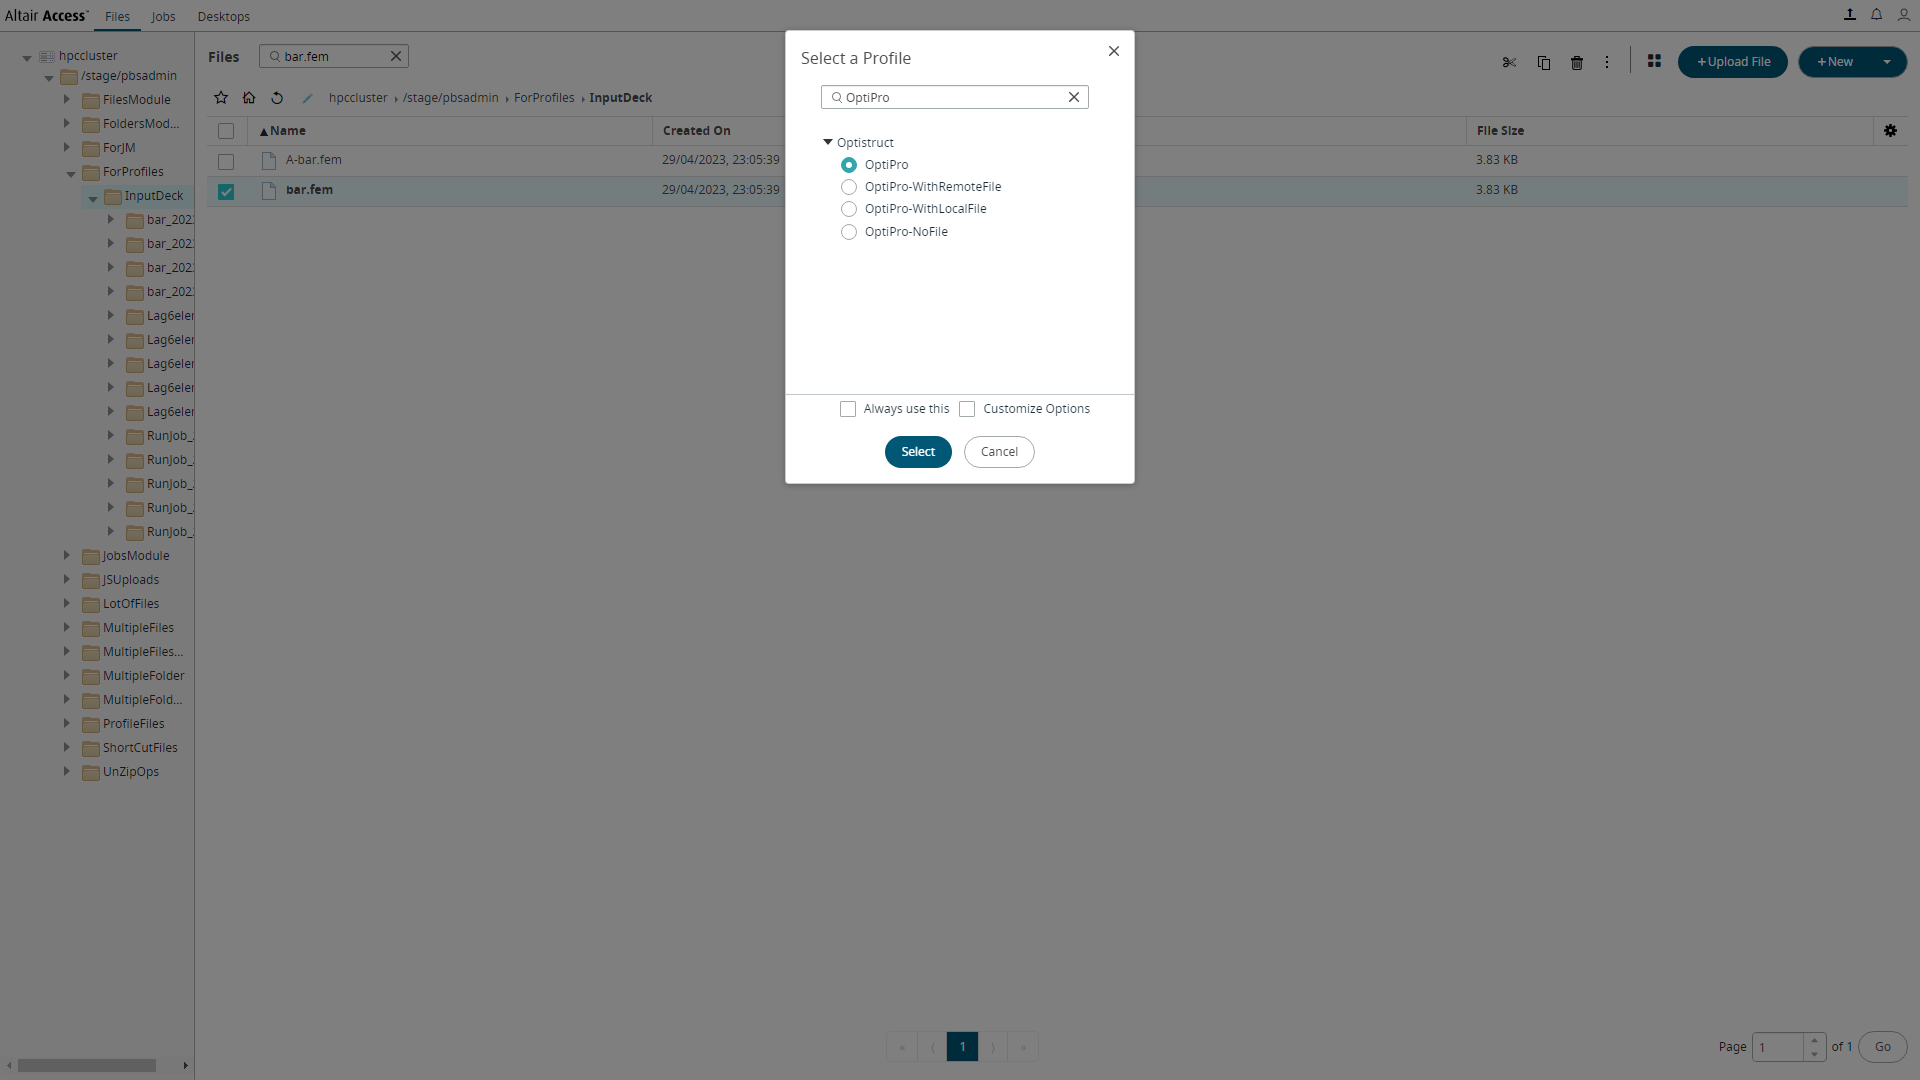 Altair Access™ Files Jobs Desktops
hpccluster
/stage/pbsadmin
FilesModule
FoldersMod...
ForJM
ForProfiles
InputDeck
bar_202
bar_202
bar_202
bar_202
Lag6eler
Lag6eler
Lag6eler
Lag6eler
Lag6eler
RunJob_
RunJob_
RunJob_
RunJob_
RunJob_
JobsModule
JSUploads
LotOfFiles
MultipleFiles
MultipleFiles...
MultipleFolder
MultipleFold...
ProfileFiles
ShortCutFiles
UnZipOps
Files bar.fem
+Upload File +New
hpccluster › /stage/pbsadmin › ForProfiles › InputDeck
Name Created On File Size
A-bar.fem 29/04/2023, 23:05:39 3.83 KB
bar.fem 29/04/2023, 23:05:39 3.83 KB
Select a Profile
OptiPro
Optistruct
OptiPro
OptiPro-WithRemoteFile
OptiPro-WithLocalFile
OptiPro-NoFile
Always use this Customize Options
Select Cancel
« ⟨ 1 ⟩ »
Page 1 of 1 Go